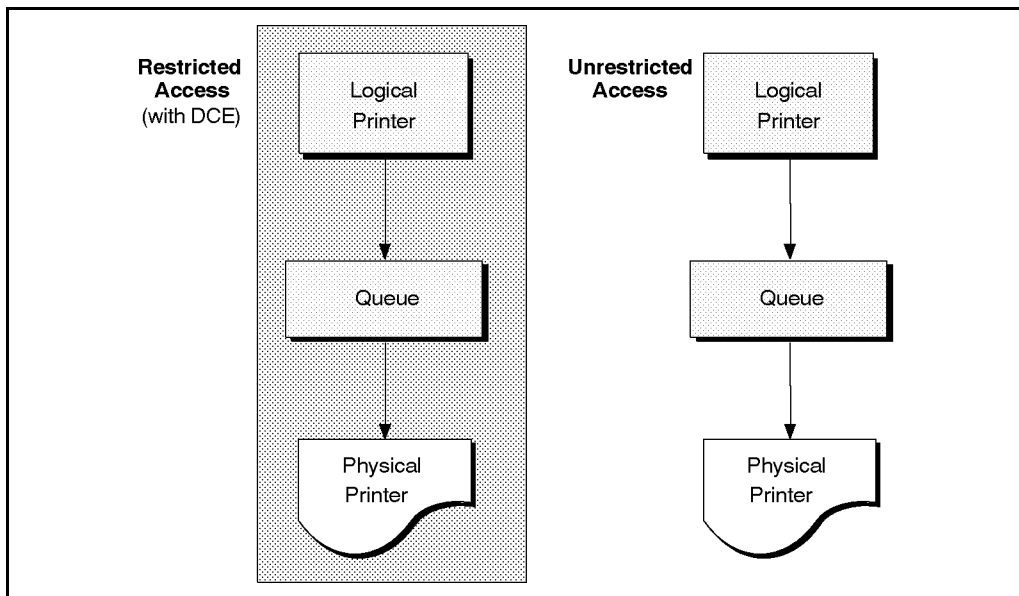 Restricted
Access
(with DCE)
Logical
Printer
Queue
Physical
Printer
Unrestricted
Access
Logical
Printer
Queue
Physical
Printer